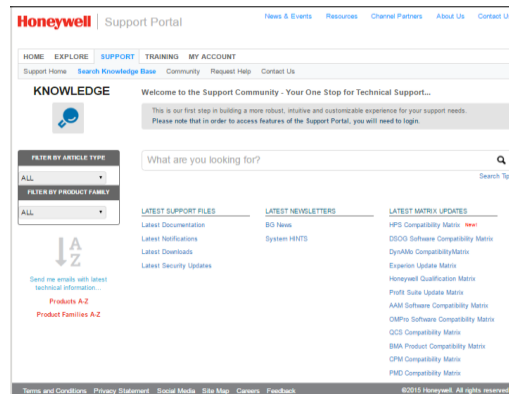 Honeywell | Support Portal
News & Events Resources Channel Partners About Us Contact U
HOME EXPLORE SUPPORT TRAINING MY ACCOUNT
Support Home Search Knowledge Base Community Request Help Contact Us
KNOWLEDGE
Welcome to the Support Community - Your One Stop for Technical Support...
This is our first step in building a more robust, intuitive and customizable experience for your support needs.
Please note that in order to access features of the Support Portal, you will need to login.
FILTER BY ARTICLE TYPE
ALL
FILTER BY PRODUCT FAMILY
ALL
What are you looking for?
Search Tip
A
Z
Send me emails with latest
technical information...
Products A-Z
Product Families A-Z
LATEST SUPPORT FILES
Latest Documentation
Latest Notifications
Latest Downloads
Latest Security Updates
LATEST NEWSLETTERS
BG News
System HINTS
LATEST MATRIX UPDATES
HPS Compatibility Matrix New!
DSOG Software Compatibility Matrix
DynAMo CompatibilityMatrix
Experion Update Matrix
Honeywell Qualification Matrix
Profit Suite Update Matrix
AAM Software Compatibility Matrix
OMPro Software Compatibility Matrix
QCS Compatibility Matrix
BMA Product Compatibility Matrix
CPM Compatibility Matrix
PMD Compatibility Matrix
Terms and Conditions Privacy Statement Social Media Site Map Careers Feedback
©2015 Honeywell. All rights reserved